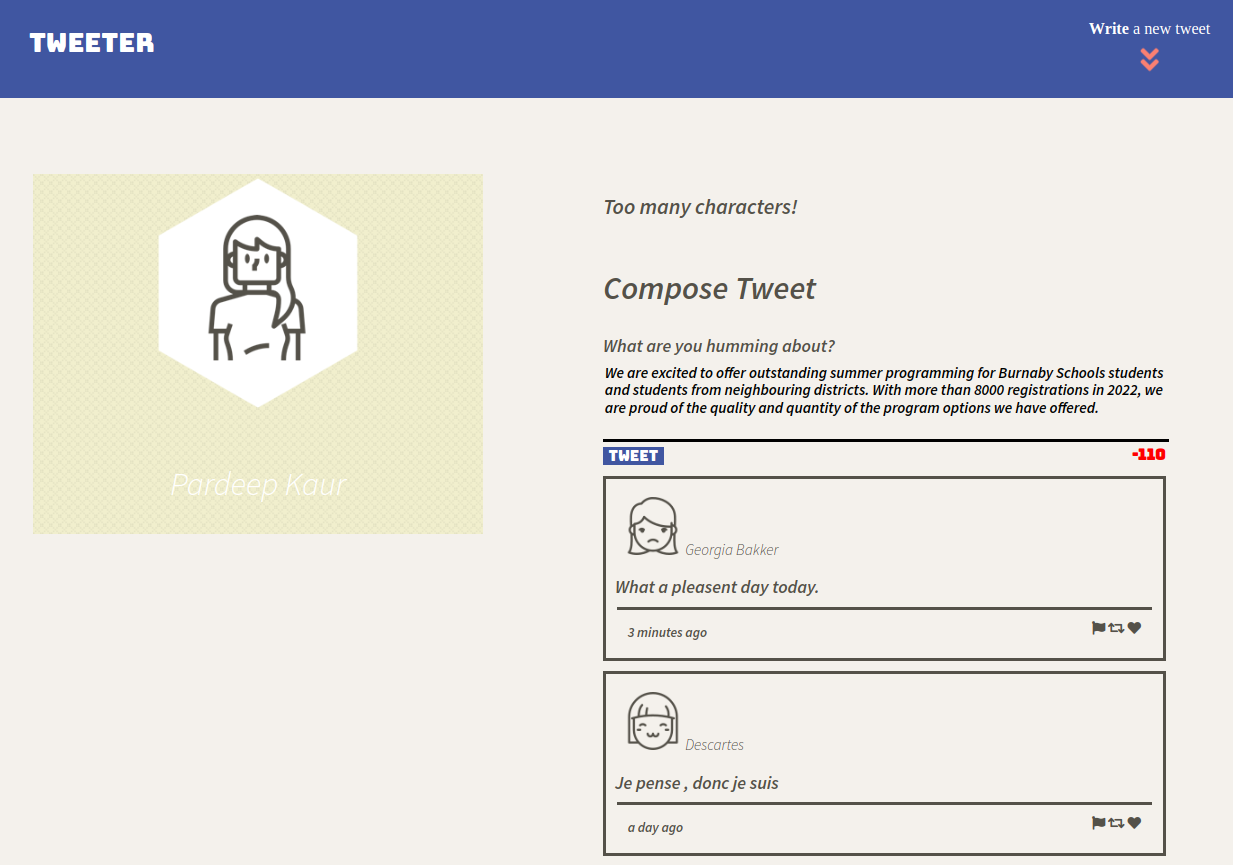 TWEETER
Write a new tweet
Pardeep Kaur
Too many characters!
Compose Tweet
What are you humming about?
We are excited to offer outstanding summer programming for Burnaby Schools students
and students from neighbouring districts. With more than 8000 registrations in 2022, we
are proud of the quality and quantity of the program options we have offered.
TWEET
-110
Georgia Bakker
What a pleasent day today.
3 minutes ago
Descartes
Je pense , donc je suis
a day ago